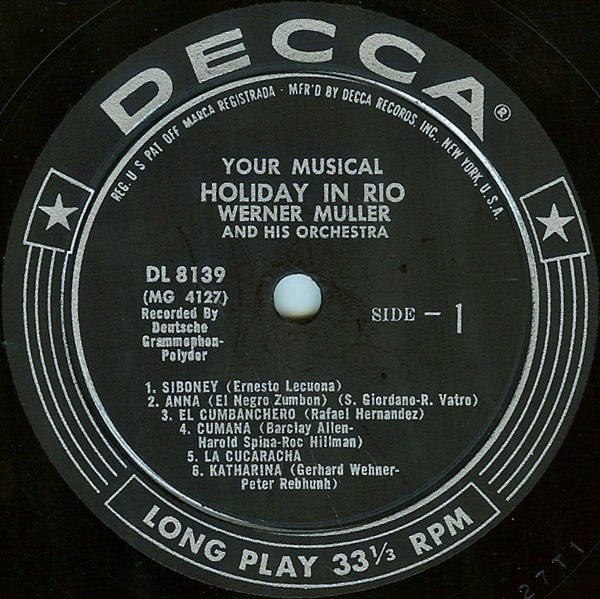 DECCA®
REG. U S PAT OFF MARCA REGISTRADA · MFR'D BY DECCA RECORDS, INC., NEW YORK, U.S.A.
YOUR MUSICAL
HOLIDAY IN RIO
WERNER MULLER
AND HIS ORCHESTRA
DL 8139
(MG 4127)
Recorded By
Deutsche
Grammophon-
Polydor
SIDE - 1
1. SIBONEY (Ernesto Lecuona)
2. ANNA (El Negro Zumbon) (S. Giordano-R. Vatro)
3. EL CUMBANCHERO (Rafael Hernandez)
4. CUMANA (Barclay Allen-
Harold Spina-Roc Hillman)
5. LA CUCARACHA
6. KATHARINA (Gerhard Wehner-
Peter Rebhunh)
LONG PLAY 33⅓ RPM
27T1